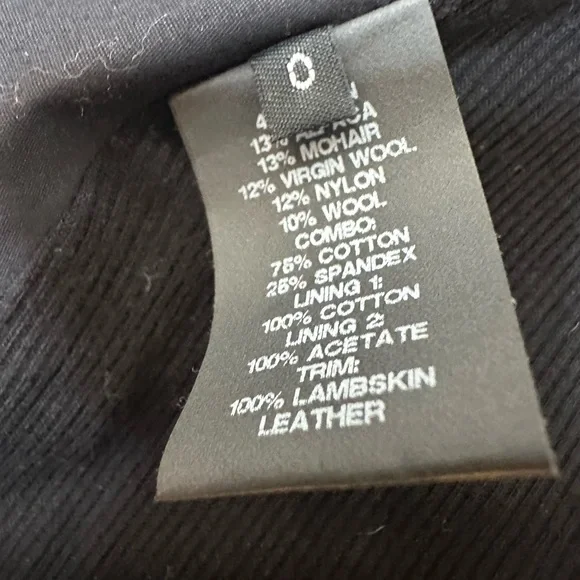 0
13% ALPACA
13% MOHAIR
12% VIRGIN WOOL
12% NYLON
10% WOOL
COMBO:
75% COTTON
25% SPANDEX
LINING 1:
100% COTTON
LINING 2:
100% ACETATE
TRIM:
100% LAMBSKIN
LEATHER